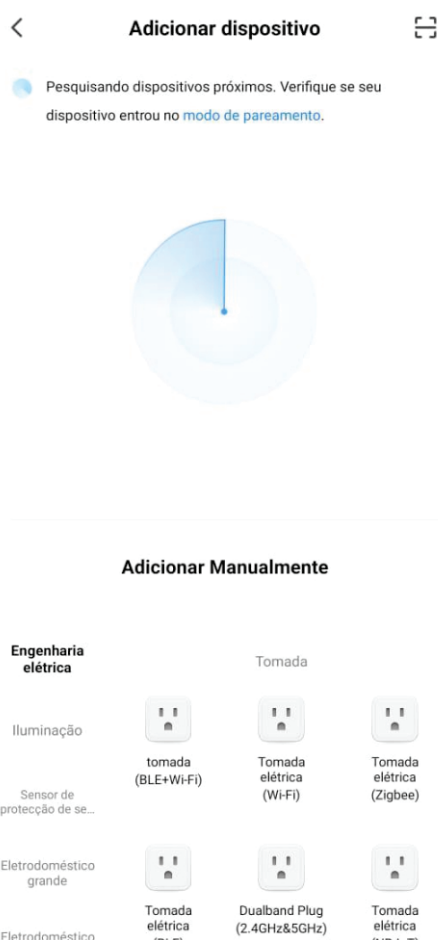 Adicionar dispositivo
Pesquisando dispositivos próximos. Verifique se seu
dispositivo entrou no modo de pareamento.
Adicionar Manualmente
Engenharia
elétrica
Tomada
Iluminação
tomada
(BLE+Wi-Fi)
Tomada
elétrica
(Wi-Fi)
Tomada
elétrica
(Zigbee)
Sensor de
protecção de se...
Eletrodoméstico
grande
Tomada
elétrica
Dualband Plug
(2.4GHz&5GHz)
Tomada
elétrica
Eletrodoméstico